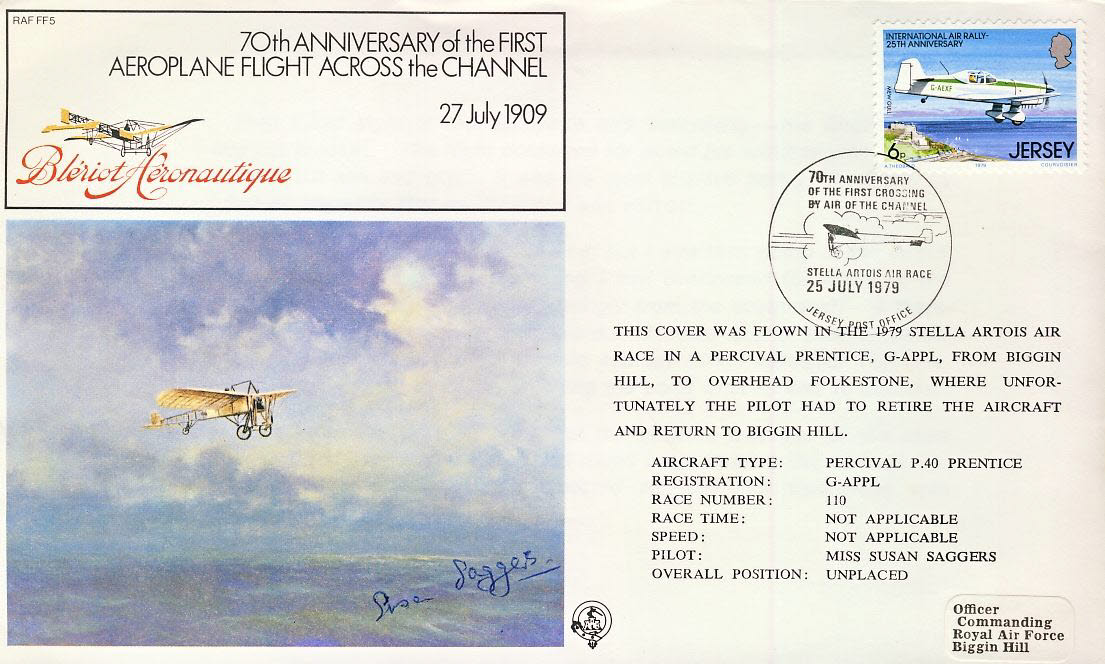 RAF FF5
70th ANNIVERSARY of the FIRST
AEROPLANE FLIGHT ACROSS the CHANNEL
27 July 1909
Blériot Aéronautique
INTERNATIONAL AIR RALLY-
25TH ANNIVERSARY
G-AEXF
MEW GULL
6p
JERSEY
A.THEOBALD
1979
COURVOISIER
70TH ANNIVERSARY
OF THE FIRST CROSSING
BY AIR OF THE CHANNEL
STELLA ARTOIS AIR RACE
25 JULY 1979
JERSEY POST OFFICE
THIS COVER WAS FLOWN IN THE 1979 STELLA ARTOIS AIR
RACE IN A PERCIVAL PRENTICE, G-APPL, FROM BIGGIN
HILL, TO OVERHEAD FOLKESTONE, WHERE UNFOR-
TUNATELY THE PILOT HAD TO RETIRE THE AIRCRAFT
AND RETURN TO BIGGIN HILL.
AIRCRAFT TYPE: PERCIVAL P.40 PRENTICE
REGISTRATION: G-APPL
RACE NUMBER: 110
RACE TIME: NOT APPLICABLE
SPEED: NOT APPLICABLE
PILOT: MISS SUSAN SAGGERS
OVERALL POSITION: UNPLACED
Susan Saggers
Officer
Commanding
Royal Air Force
Biggin Hill